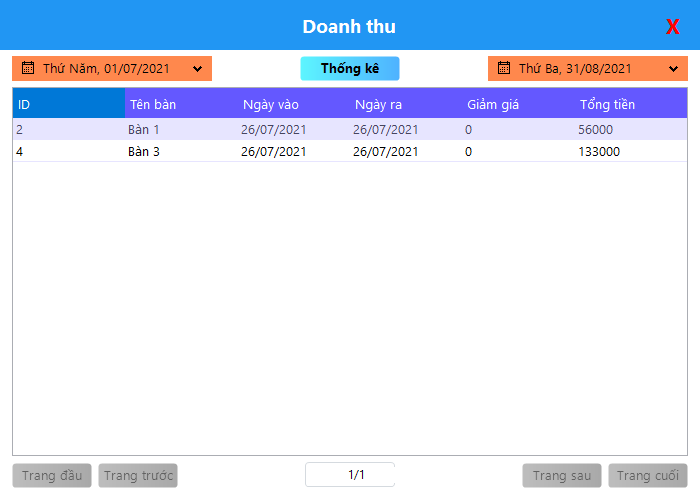 Doanh thu X
Thứ Năm, 01/07/2021 Thống kê Thứ Ba, 31/08/2021
ID Tên bàn Ngày vào Ngày ra Giảm giá Tổng tiền
2 Bàn 1 26/07/2021 26/07/2021 0 56000
4 Bàn 3 26/07/2021 26/07/2021 0 133000
Trang đầu Trang trước 1/1 Trang sau Trang cuối